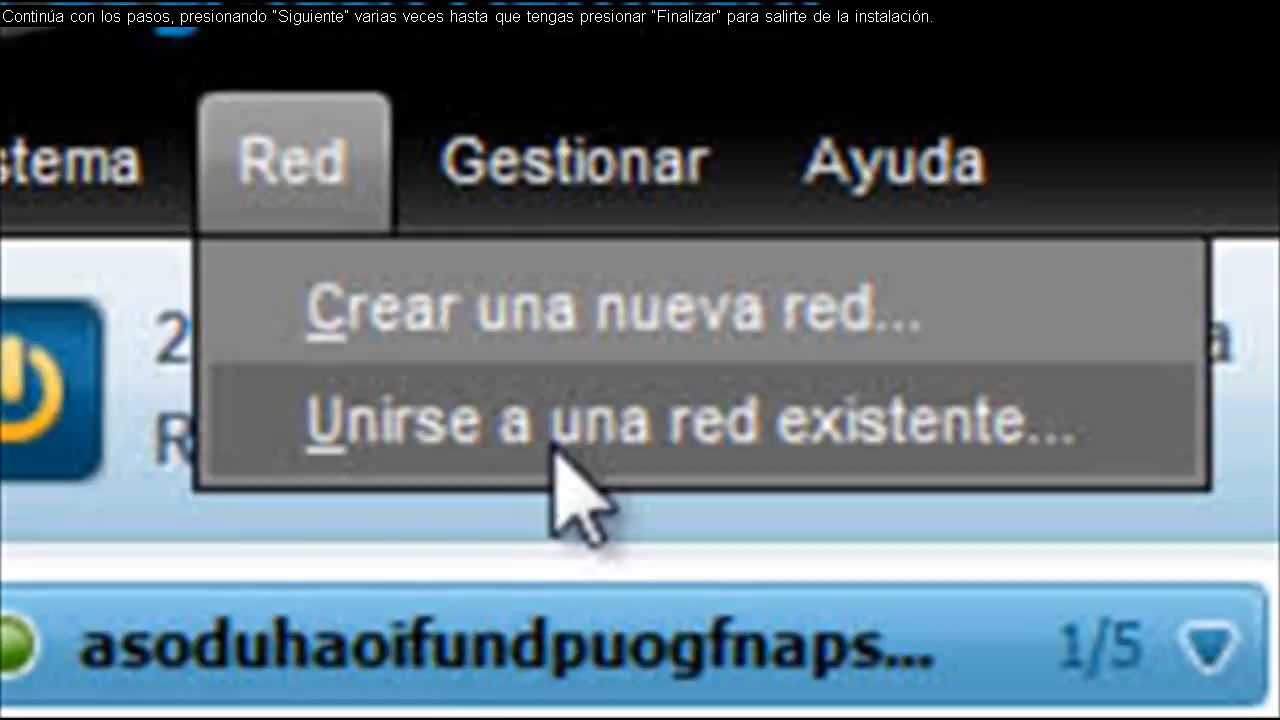 Continúa con los pasos, presionando "Siguiente" varias veces hasta que tengas presionar "Finalizar" para salirte de la instalación.
stema Red Gestionar Ayuda
Crear una nueva red...
2 a
Unirse a una red existente...
R
asoduhaoifundpuogfnaps... 1/5